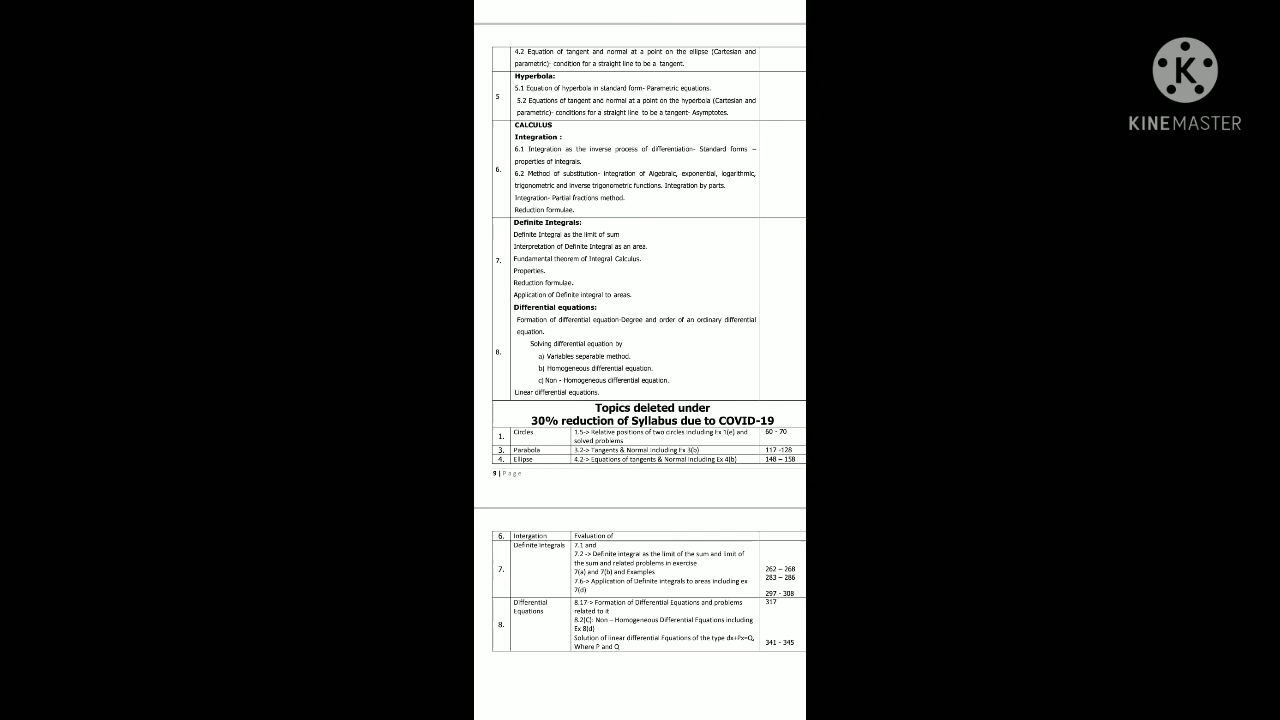 4.2 Equation of tangent and normal at a point on the ellipse (Cartesian and
parametric)- condition for a straight line to be a tangent.
5
Hyperbola:
5.1 Equation of hyperbola in standard form- Parametric equations.
5.2 Equations of tangent and normal at a point on the hyperbola (Cartesian and
parametric)- conditions for a straight line to be a tangent- Asymptotes.
6.
CALCULUS
Integration :
6.1 Integration as the inverse process of differentiation- Standard forms –
properties of integrals.
6.2 Method of substitution- integration of Algebraic, exponential, logarithmic,
trigonometric and inverse trigonometric functions. Integration by parts.
Integration- Partial fractions method.
Reduction formulae.
7.
Definite Integrals:
Definite Integral as the limit of sum
Interpretation of Definite Integral as an area.
Fundamental theorem of Integral Calculus.
Properties.
Reduction formulae.
Application of Definite integral to areas.
8.
Differential equations:
Formation of differential equation-Degree and order of an ordinary differential
equation.
Solving differential equation by
a) Variables separable method.
b) Homogeneous differential equation.
c) Non - Homogeneous differential equation.
Linear differential equations.
Topics deleted under
30% reduction of Syllabus due to COVID-19
1. Circles 1.5-> Relative positions of two circles including Ex 1(e) and 60 - 70
solved problems
3. Parabola 3.2-> Tangents & Normal Including Ex 3(b) 117 -128
4. Ellipse 4.2-> Equations of tangents & Normal Including Ex 4(b) 148 – 158
9 | Page
6. Intergation Evaluation of
7. Definite Integrals 7.1 and
7.2 -> Definite integral as the limit of the sum and limit of
the sum and related problems in exercise
7(a) and 7(b) and Examples 262 – 268
7.6-> Application of Definite integrals to areas including ex 283 – 286
7(d) 297 - 308
8. Differential Equations 8.1?-> Formation of Differential Equations and problems 317
related to it
8.2(C): Non – Homogeneous Differential Equations including
Ex 8(d)
Solution of linear differential Equations of the type dx+Px=Q, 341 - 345
Where P and Q
KINEMASTER